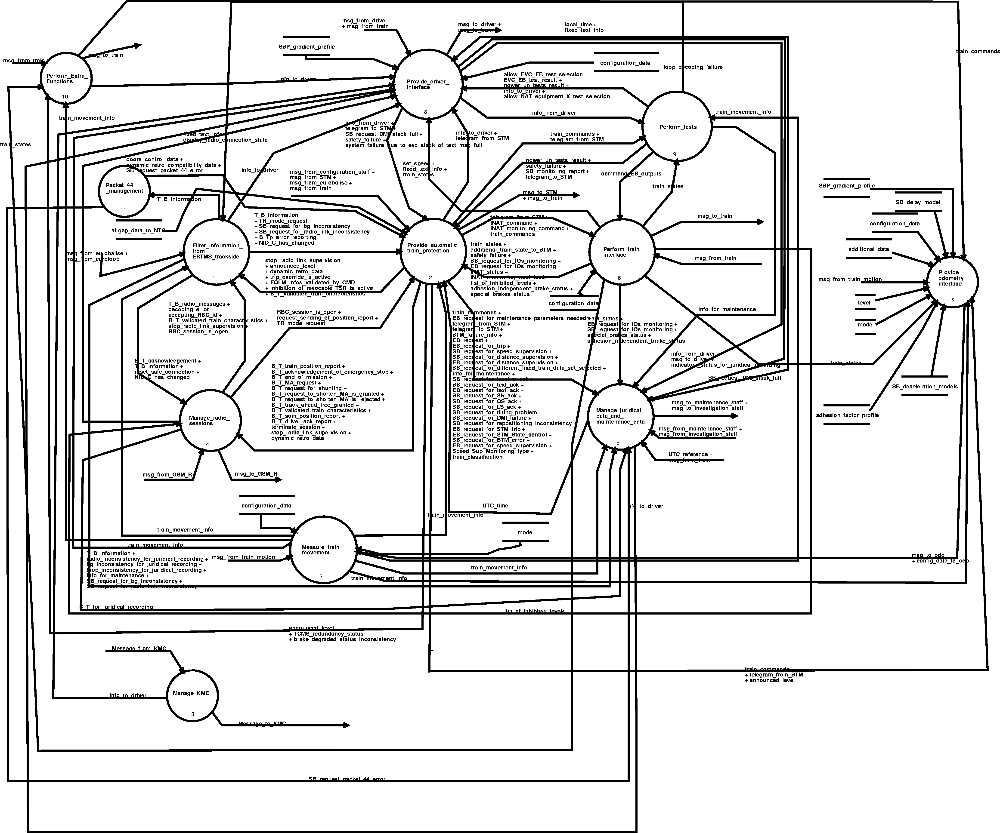 msg_from_driver
+ msg_from_train
msg_to_driver +
msg_to_train
local_time +
fixed_text_info
SSP_gradient_profile
train_commands
msg_to_train
msg_from_train
configuration_data
loop_decoding_failure
Perform_Extra_
Functions
10
info_to_driver
Provide_driver_
interface
8
allow_EVC_EB_test_selection +
EVC_EB_test_result +
power_up_tests_result +
info_to_driver +
allow_NAT_equipment_X_test_selection
info_from_driver
train_movement_info
Perform_tests
9
train_movement_info
train_states
fixed_text_info
display_radio_connection_state
info_from_driver +
telegram_to_STM +
SB_request_DMI_stack_full +
safety_failure +
system_failure_due_to_evc_stack_of_text_msg_full
info_to_driver +
telegram_from_STM
train_commands +
telegram_from_STM
doors_control_data +
dynamic_retro_compatibility_data +
SB_request_packet_44_error
info_to_driver
msg_from_configuration_staff +
msg_from_STM +
msg_from_eurobalise +
msg_from_train
set_speed +
fixed_text_info +
train_states
power_up_tests_result +
safety_failure +
SB_monitoring_report +
telegram_to_STM
command_EB_outputs
train_states
Packet_44
_management
11
T_B_information
msg_to_STM
+ msg_to_train
SSP_gradient_profile
SB_delay_model
configuration_data
additional_data
airgap_data_to_NTC
T_B_information
+ TR_mode_request
+ SB_request_for_bg_inconsistency
+ SB_request_for_radio_link_inconsistency
+ B_Tp_error_reporting
+ NID_C_has_changed
telegram_from_STM +
INAT_command +
INAT_monitoring_command +
train_commands
msg_to_train
msg_from_eurobalise +
msg_from_euroloop
Filter_information_
from_
ERTMS_trackside
1
Provide_automatic_
train_protection
2
train_states +
additional_train_state_to_STM +
safety_failure +
SB_request_for_IOs_monitoring +
EB_request_for_IOs_monitoring +
INAT_status +
INAT_monitoring_read_back +
list_of_inhibited_levels +
adhesion_independent_brake_status +
special_brakes_status
Perform_train_
interface
6
msg_from_train
stop_radio_link_supervision
+ announced_level
+ dynamic_retro_data
+ trip_override_is_active
+ EOLM_infos_validated_by_CMD
+ inhibition_of_revocable_TSR_is_active
+ B_T_validated_train_characteristics
msg_from_train_motion
Provide_
odometry_
interface
12
level
mode
configuration_data
T_B_radio_messages +
decoding_error +
accepting_RBC_id +
B_T_validated_train_characteristics +
stop_radio_link_supervision +
RBC_session_is_open
RBC_session_is_open +
request_sending_of_position_report +
TR_mode_request
train_commands +
EB_request_for_maintenance_parameters_needed +
telegram_from_STM +
telegram_to_STM +
STM_failure_info +
EB_request +
EB_request_for_trip +
SB_request_for_speed_supervision +
SB_request_for_distance_supervision +
EB_request_for_distance_supervision +
SB_request_for_different_fixed_train_data_set_selected +
info_for_maintenance +
SB_request_for_level_tr_ack +
SB_request_for_text_ack +
EB_request_for_text_ack +
SB_request_for_SH_ack +
SB_request_for_OS_ack +
SB_request_for_LS_ack +
SB_request_for_tilting_problem +
SB_request_for_DMI_failure +
SB_request_for_repositioning_inconsistency +
EB_request_for_STM_trip +
EB_request_for_STM_State_control +
SB_request_for_BTM_error +
EB_request_for_speed_supervision +
Speed_Sup_Monitoring_type +
train_classification
train_states +
EB_request_for_IOs_monitoring +
SB_request_for_IOs_monitoring +
special_brakes_status +
adhesion_independent_brake_status
info_for_maintenance
info_from_driver +
msg_to_driver +
indicators_status_for_juridical_recording
train_states
SB_request_DMI_stack_full
SB_deceleration_models
adhesion_factor_profile
B_T_acknowledgement +
T_B_information +
reset_safe_connection +
NID_C_has_changed
B_T_train_position_report +
B_T_acknowledgement_of_emergency_stop +
B_T_end_of_mission +
B_T_MA_request +
B_T_request_for_shunting +
B_T_request_to_shorten_MA_is_granted +
B_T_request_to_shorten_MA_is_rejected +
B_T_track_ahead_free_granted +
B_T_validated_train_characteristics +
B_T_som_position_report +
B_T_driver_ack_report +
terminate_session +
stop_radio_link_supervision +
dynamic_retro_data
Manage_radio_
sessions
4
Manage_juridical_
data_and_
maintenance_data
5
msg_to_maintenance_staff +
msg_to_investigation_staff
msg_from_maintenance_staff +
msg_from_investigation_staff
UTC_reference +
msg_from_train
msg_from_GSM_R
msg_to_GSM_R
configuration_data
UTC_time
info_to_driver
train_movement_info
train_movement_info
mode
train_movement_info
Measure_train_
movement
3
T_B_information +
radio_inconsistency_for_juridical_recording +
bg_inconsistency_for_juridical_recording +
loop_inconsistency_for_juridical_recording +
info_for_maintenance +
SB_request_for_bg_inconsistency +
SB_request_for_radio_link_inconsistency
msg_from_train_motion
msg_to_odo
+ config_data_to_odo
train_movement_info
train_movement_info
B_T_for_juridical_recording
list_of_inhibited_levels
announced_level
+ TCMS_redundancy_status
+ brake_degraded_status_inconsistency
Message_from_KMC
train_commands
+ telegram_from_STM
+ announced_level
Manage_KMC
13
info_to_driver
Message_to_KMC
SB_request_packet_44_error